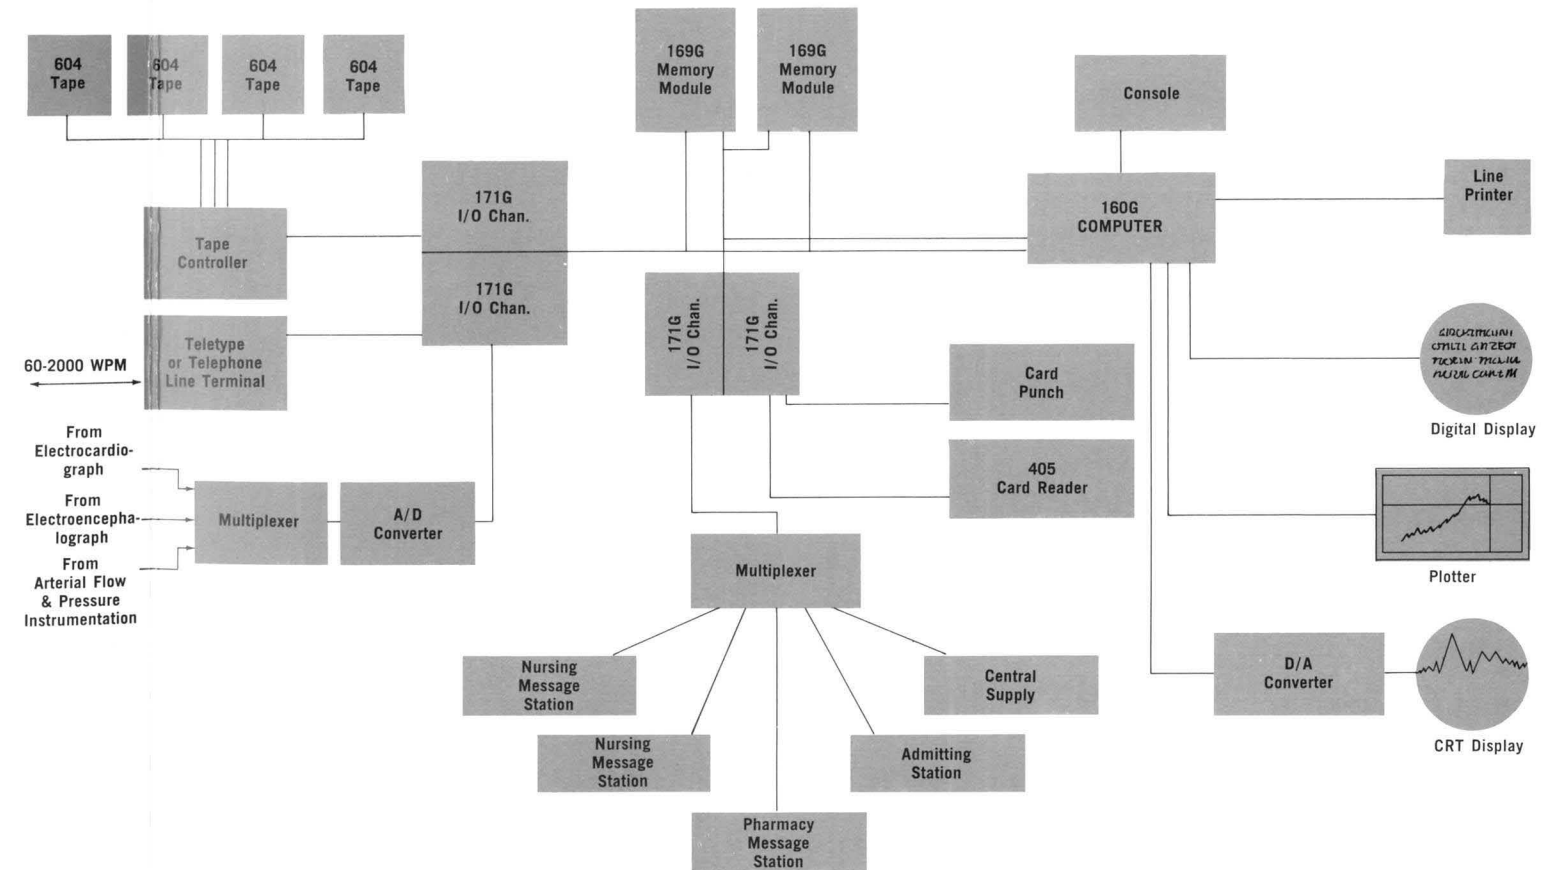 604
Tape
604
Tape
604
Tape
604
Tape
169G
Memory
Module
169G
Memory
Module
Console
171G
I/O Chan.
160G
COMPUTER
Line
Printer
Tape
Controller
171G
I/O Chan.
171G
I/O Chan.
171G
I/O Chan.
Teletype
or Telephone
Line Terminal
60-2000 WPM
Card
Punch
Digital Display
From
Electrocardio-
graph
405
Card Reader
From
Electroencepha-
lograph
Multiplexer
A/D
Converter
From
Arterial Flow
& Pressure
Instrumentation
Multiplexer
Plotter
Nursing
Message
Station
Central
Supply
D/A
Converter
Nursing
Message
Station
Admitting
Station
CRT Display
Pharmacy
Message
Station